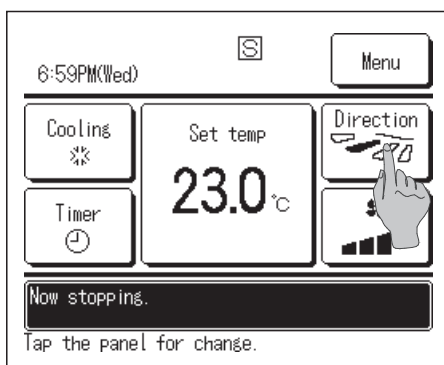 6:59PM(Wed)
S
Menu
Cooling
Set temp
Direction
23.0℃
Timer
Now stopping.
Tap the panel for change.